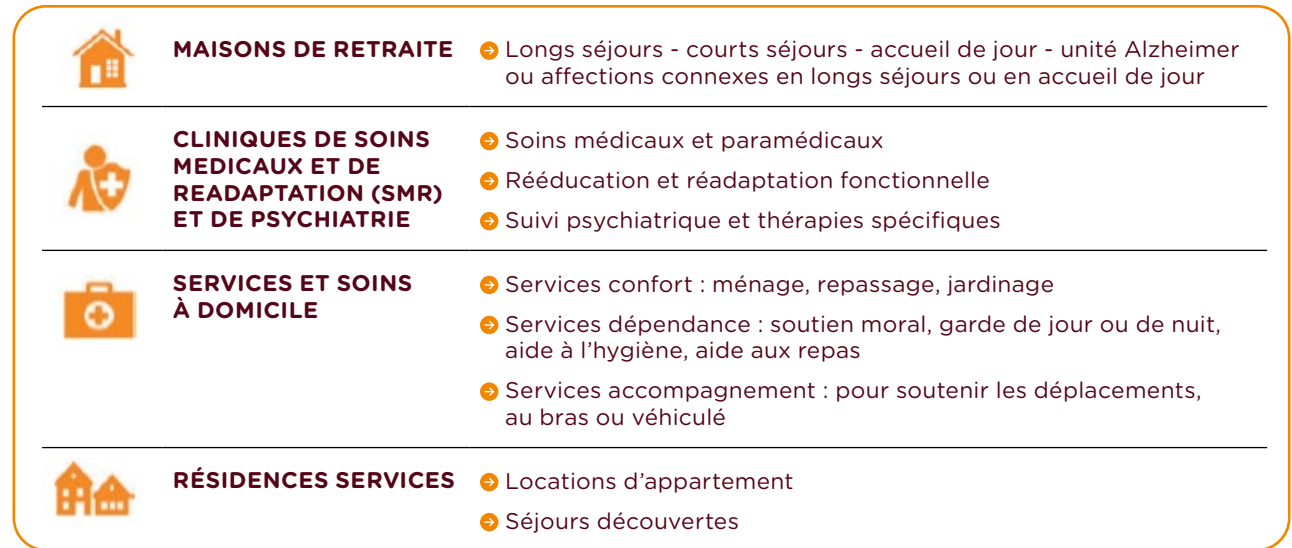 MAISONS DE RETRAITE
Longs séjours - courts séjours - accueil de jour - unité Alzheimer
ou affections connexes en longs séjours ou en accueil de jour
CLINIQUES DE SOINS
MEDICAUX ET DE
READAPTATION (SMR)
ET DE PSYCHIATRIE
Soins médicaux et paramédicaux
Rééducation et réadaptation fonctionnelle
Suivi psychiatrique et thérapies spécifiques
SERVICES ET SOINS
À DOMICILE
Services confort : ménage, repassage, jardinage
Services dépendance : soutien moral, garde de jour ou de nuit,
aide à l’hygiène, aide aux repas
Services accompagnement : pour soutenir les déplacements,
au bras ou véhiculé
RÉSIDENCES SERVICES
Locations d’appartement
Séjours découvertes